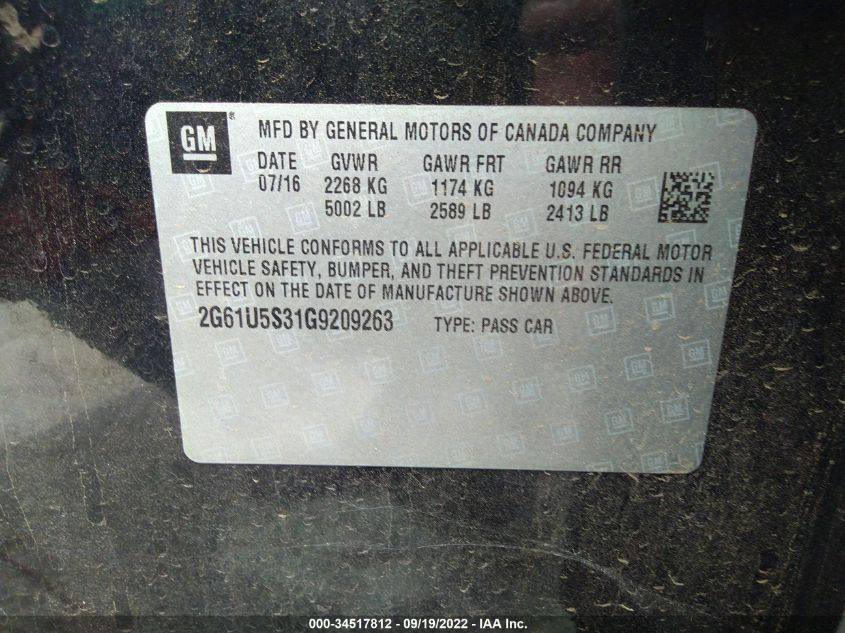 GM
MFD BY GENERAL MOTORS OF CANADA COMPANY
DATE GVWR GAWR FRT GAWR RR
07/16 2268 KG 1174 KG 1094 KG
5002 LB 2589 LB 2413 LB
THIS VEHICLE CONFORMS TO ALL APPLICABLE U.S. FEDERAL MOTOR
VEHICLE SAFETY, BUMPER, AND THEFT PREVENTION STANDARDS IN
EFFECT ON THE DATE OF MANUFACTURE SHOWN ABOVE.
2G61U5S31G9209263 TYPE: PASS CAR
000-34517812 - 09/19/2022 - IAA Inc.